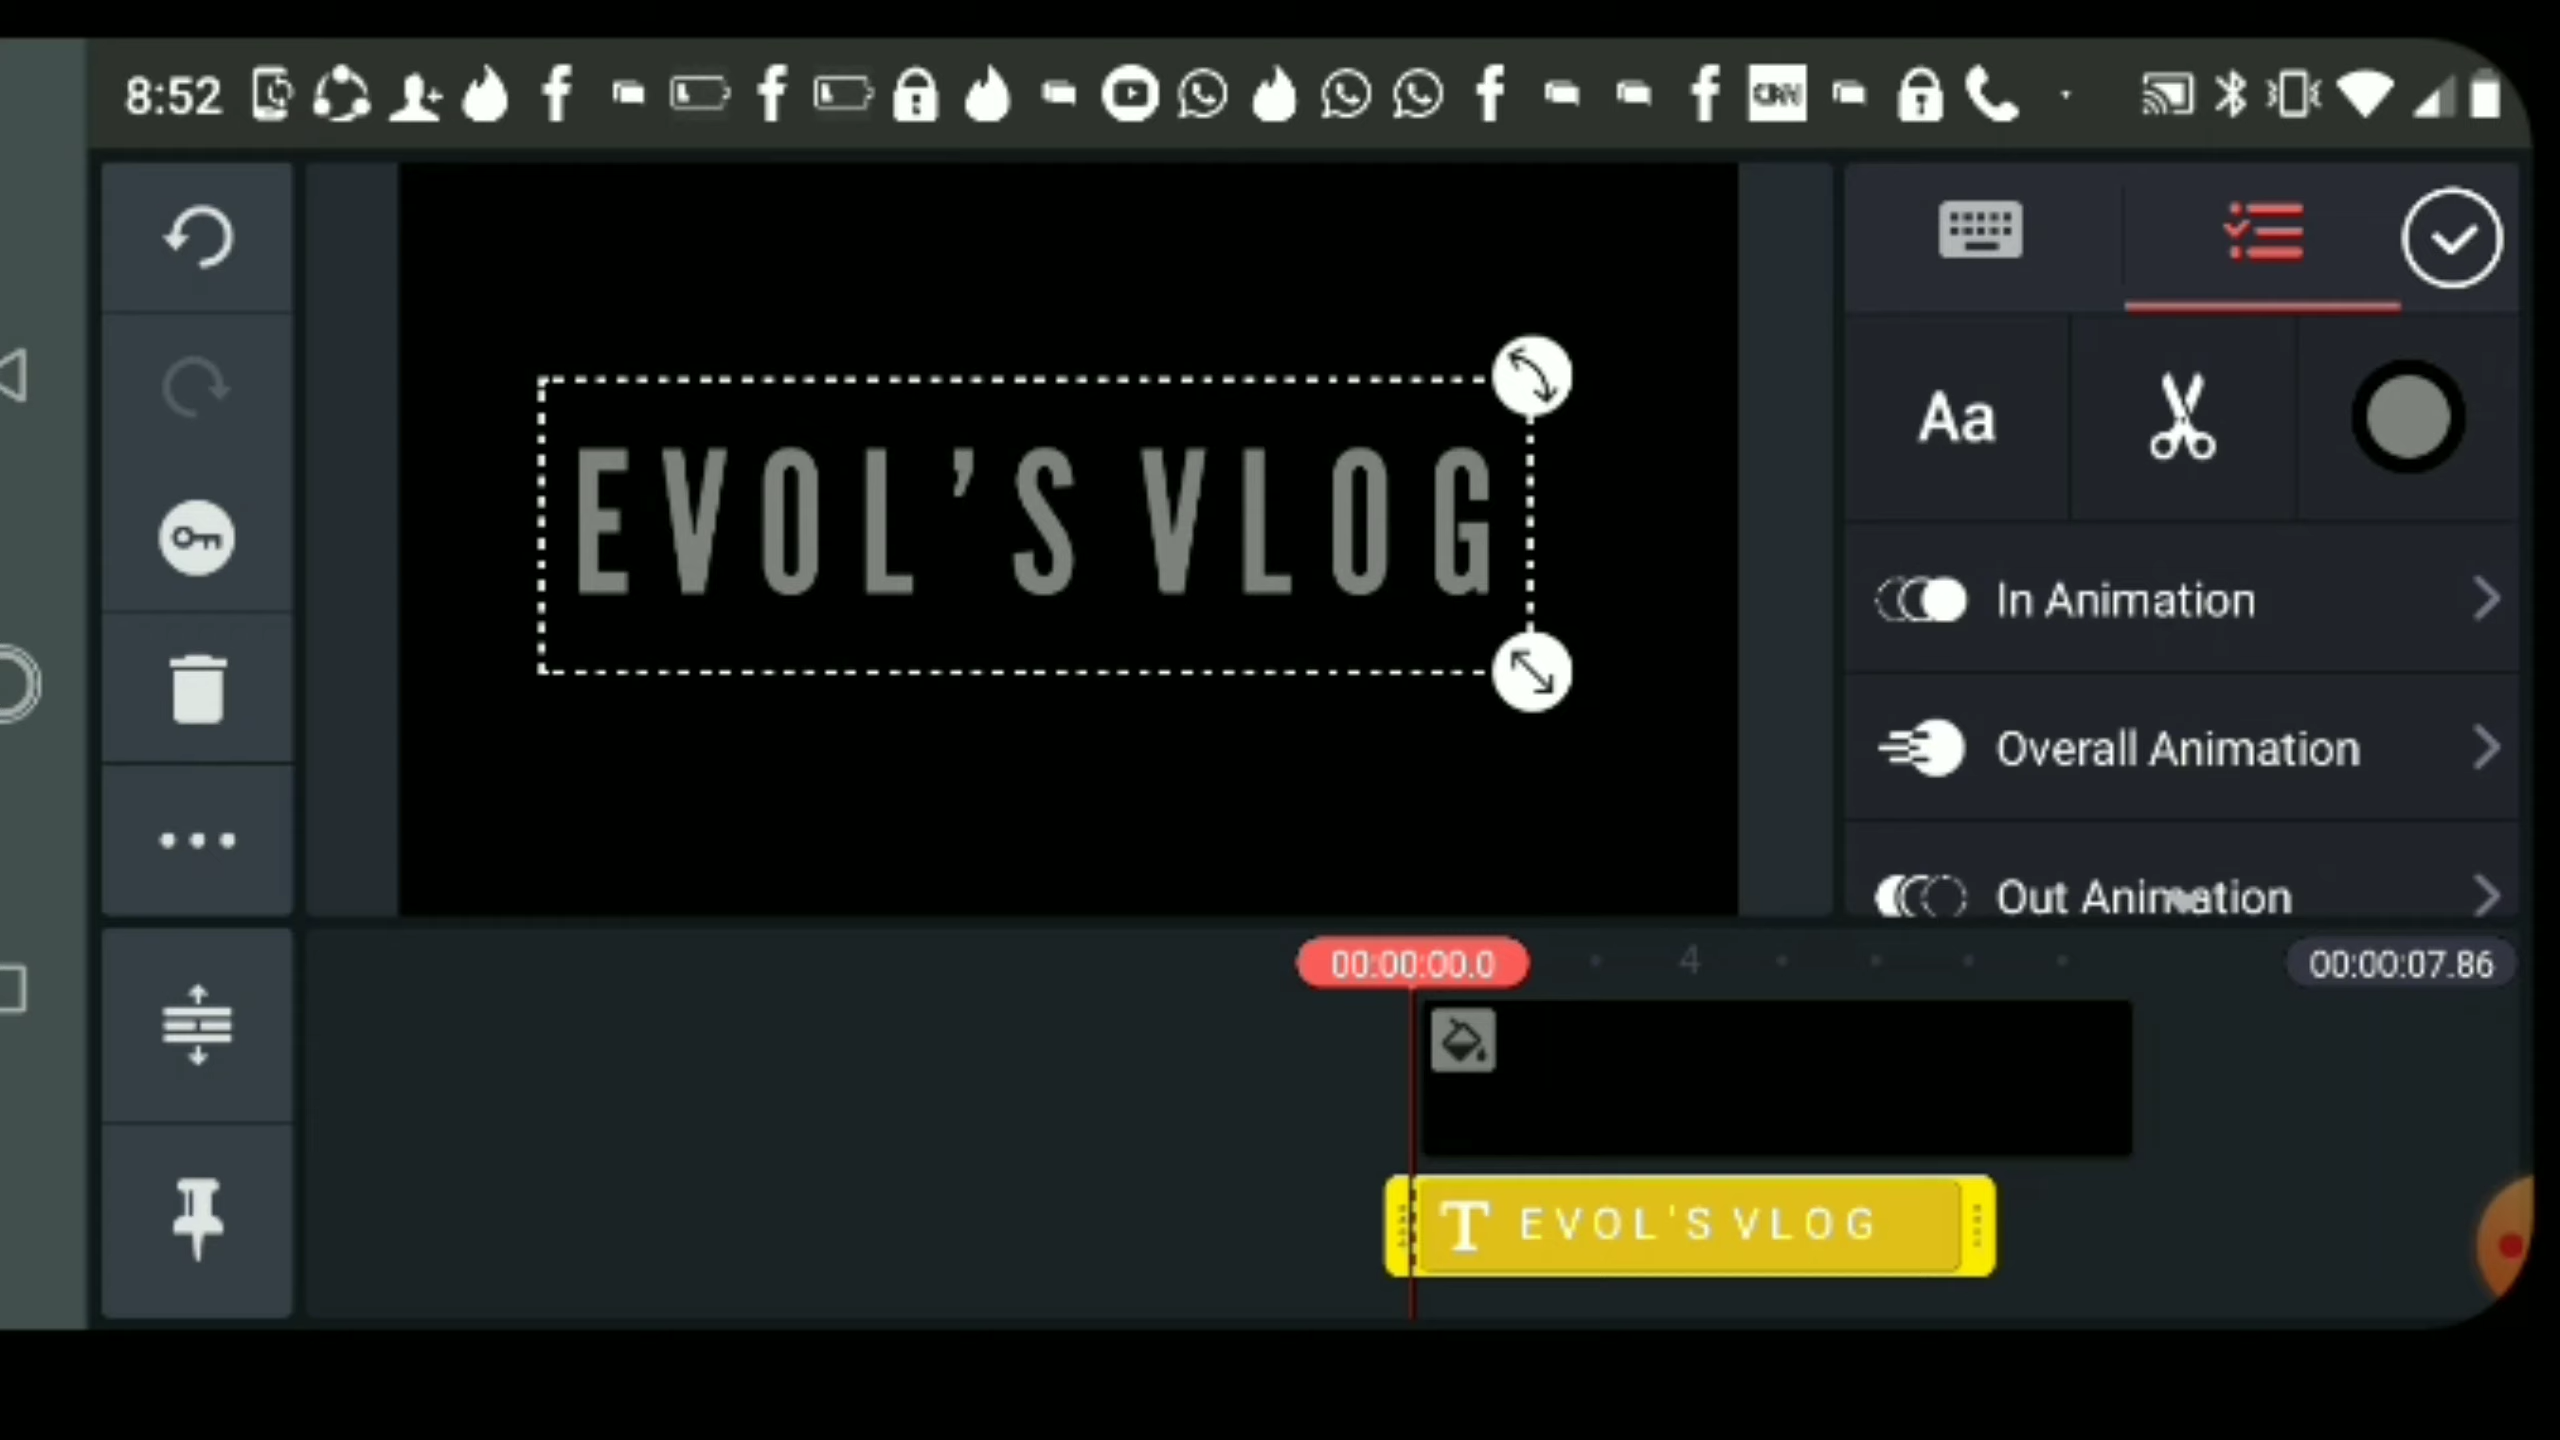 8:52
CNN
EVOL'S VLOG
Aa
In Animation
Overall Animation
Out Animation
00:00:00.0
4
00:00:07.86
T EVOL'S VLOG